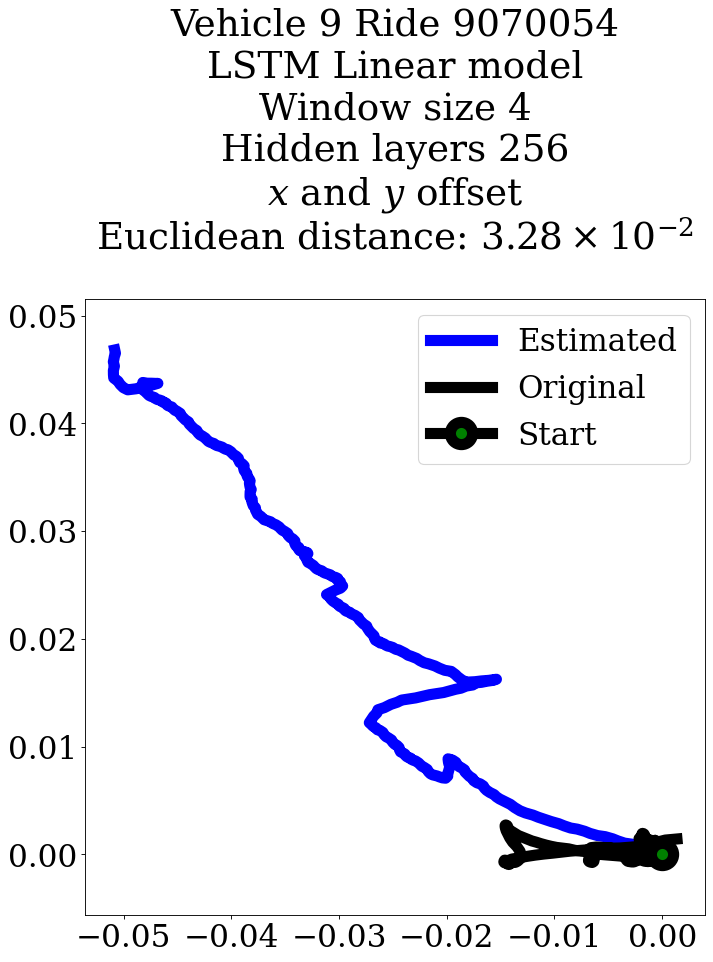 Vehicle 9 Ride 9070054
LSTM Linear model
Window size 4
Hidden layers 256
x and y offset
Euclidean distance: 3.28 × 10⁻²
Estimated
Original
Start
0.05
0.04
0.03
0.02
0.01
0.00
−0.05 −0.04 −0.03 −0.02 −0.01 0.00